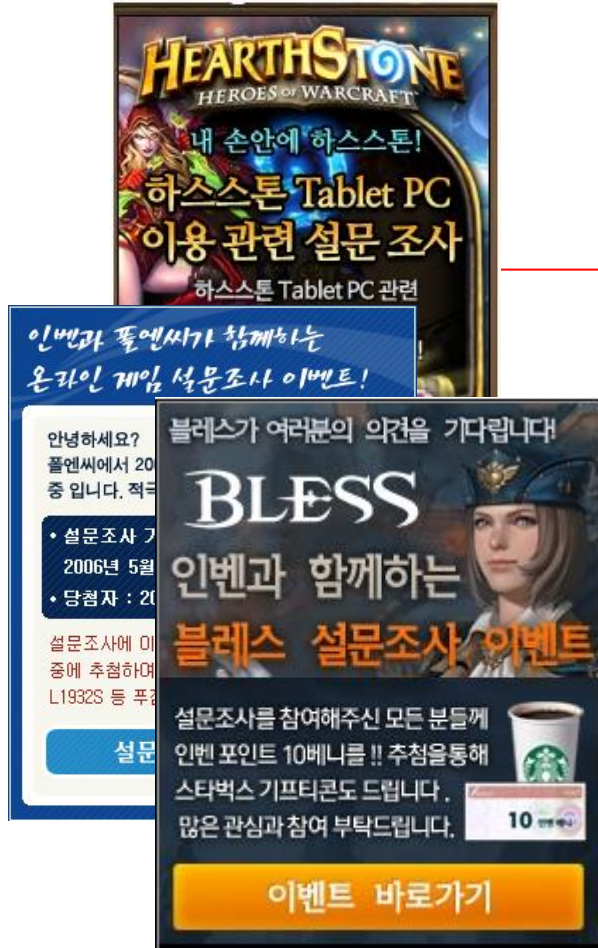 HEARTHSTONE
HEROES OF WARCRAFT
내 손안에 하스스톤!
하스스톤 Tablet PC
이용 관련 설문 조사
하스스톤 Tablet PC 관련
!
인벤과 폴엔씨가 함께하는
온라인 게임 설문조사 이벤트!
안녕하세요?
폴엔씨에서 20
중 입니다. 적극
• 설문조사 기
2006년 5월
• 당첨자 : 20
설문조사에 이
중에 추첨하며
L1932S 등 푸짐
설문
블레스가 여러분의 의견을 기다립니다!
BLESS
인벤과 함께하는
블레스 설문조사 이벤트
설문조사를 참여해주신 모든 분들께
인벤 포인트 10베니를 !! 추첨을통해
스타벅스 기프티콘도 드립니다 .
많은 관심과 참여 부탁드립니다.
10
이벤트 바로가기